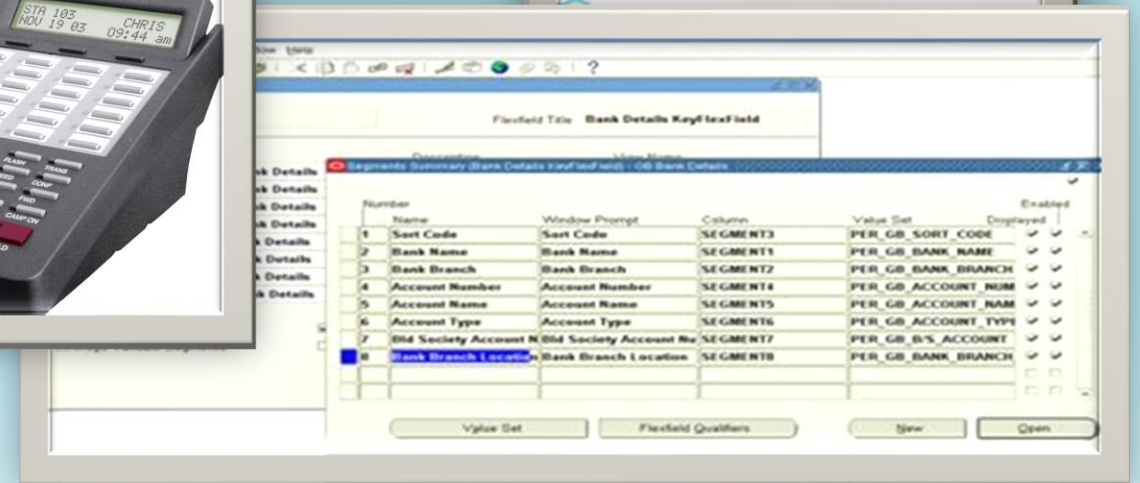 STA 103 CHRIS
NOV 19 03 09:44 am
FLASH TRANS
CONF
FWD
CAMP ON
Help
?
Flexfield Title Bank Details KeyFlexField
Description View Name
Segments Summary (Bank Details KeyFlexField) - GB Bank Details
k Details
k Details
k Details
k Details
k Details
k Details
k Details
k Details
Number Enabled
Name Window Prompt Column Value Set Displayed
1 Sort Code Sort Code SEGMENT3 PER_GB_SORT_CODE
2 Bank Name Bank Name SEGMENT1 PER_GB_BANK_NAME
3 Bank Branch Bank Branch SEGMENT2 PER_GB_BANK_BRANCH
4 Account Number Account Number SEGMENT4 PER_GB_ACCOUNT_NUM
5 Account Name Account Name SEGMENT5 PER_GB_ACCOUNT_NAM
6 Account Type Account Type SEGMENT6 PER_GB_ACCOUNT_TYPE
7 Bld Society Account N Bld Society Account Nu SEGMENT7 PER_GB_B/S_ACCOUNT
8 Bank Branch Location Bank Branch Location SEGMENT8 PER_GB_BANK_BRANCH
Value Set Flexfield Qualifiers New Open